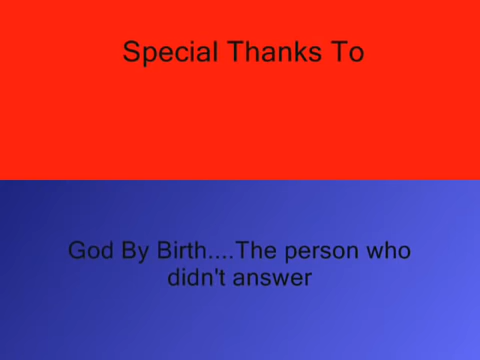 Special Thanks To
God By Birth....The person who
didn't answer